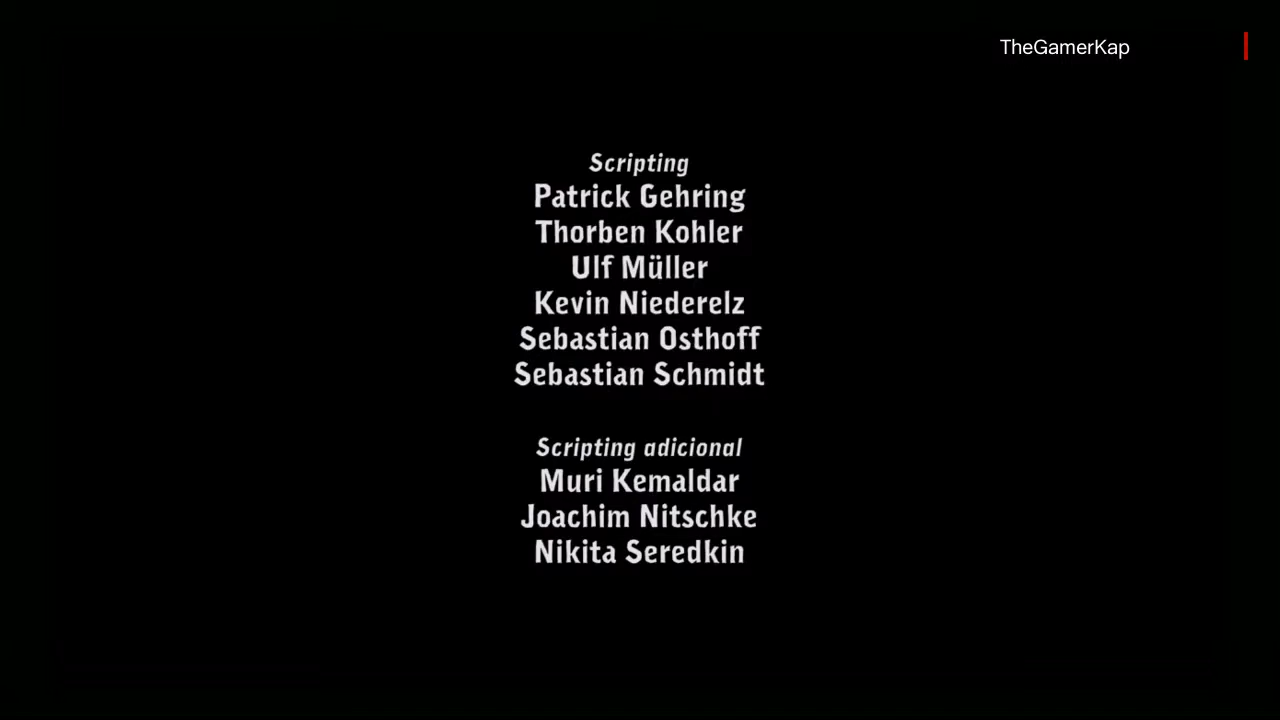 TheGamerKap
Scripting
Patrick Gehring
Thorben Kohler
Ulf Müller
Kevin Niederelz
Sebastian Osthoff
Sebastian Schmidt
Scripting adicional
Muri Kemaldar
Joachim Nitschke
Nikita Seredkin